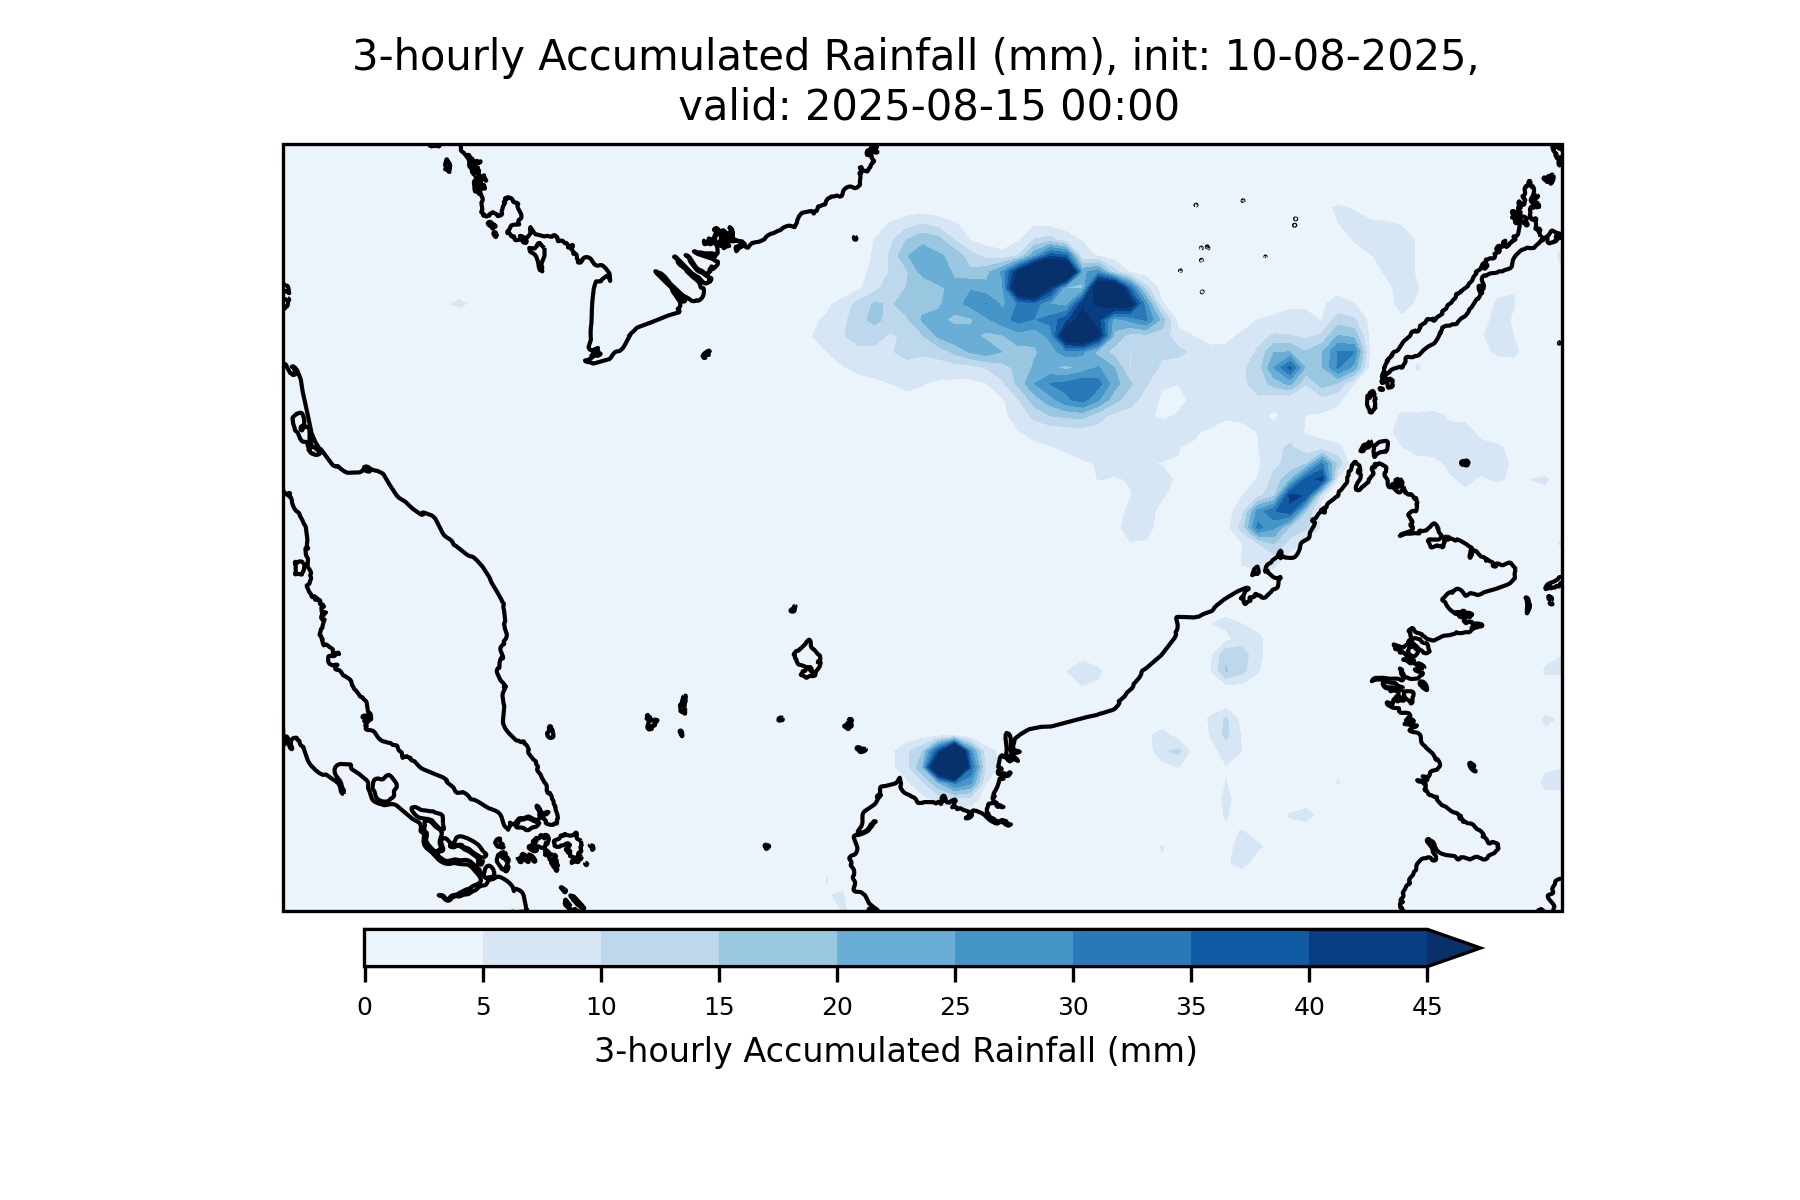 3-hourly Accumulated Rainfall (mm), init: 10-08-2025,
valid: 2025-08-15 00:00
0 5 10 15 20 25 30 35 40 45
3-hourly Accumulated Rainfall (mm)